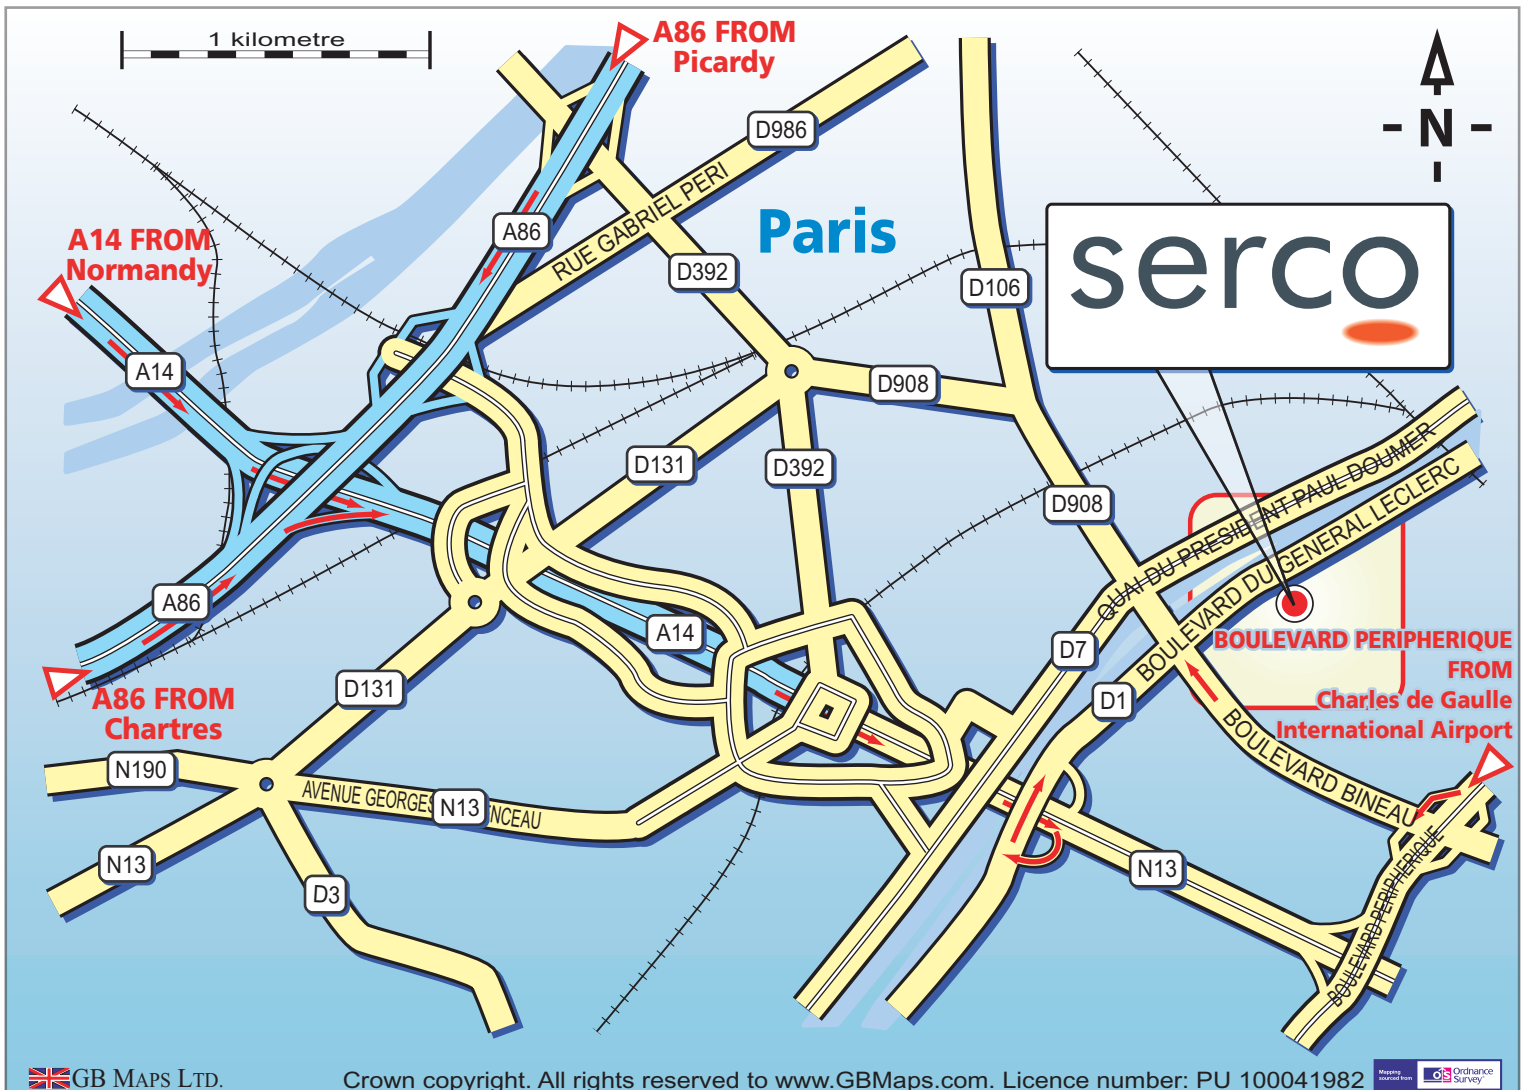 1 kilometre
A86 FROM
Picardy
N
D986
RUE GABRIEL PERI
A86
Paris
serco
A14 FROM
Normandy
D392
D106
A14
D908
D131
D392
D908
QUAI DU PRESIDENT PAUL DOUMER
BOULEVARD DU GENERAL LECLERC
A86
A14
D7
BOULEVARD PERIPHERIQUE
FROM
Charles de Gaulle
International Airport
A86 FROM
Chartres
D131
D1
BOULEVARD BINEAU
N190
AVENUE GEORGES
N13
NCEAU
N13
D3
N13
BOULEVARD PERIPHERIQUE
GB MAPS LTD.
Crown copyright. All rights reserved to www.GBMaps.com. Licence number: PU 100041982
Mapping
sourced from
OS
Ordnance
Survey